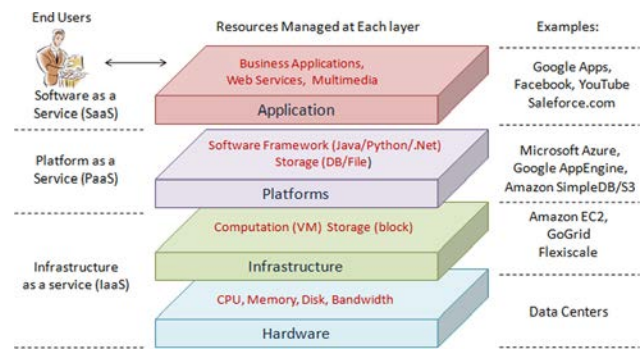 End Users
Resources Managed at Each layer
Examples:
Business Applications,
Web Services, Multimedia
Application
Software as a
Service (SaaS)
Google Apps,
Facebook, YouTube
Saleforce.com
Platform as a
Service (PaaS)
Software Framework (Java/Python/.Net)
Storage (DB/File)
Platforms
Microsoft Azure,
Google AppEngine,
Amazon SimpleDB/S3
Infrastructure
as a service (IaaS)
Computation (VM) Storage (block)
Infrastructure
Amazon EC2,
GoGrid
Flexiscale
CPU, Memory, Disk, Bandwidth
Hardware
Data Centers